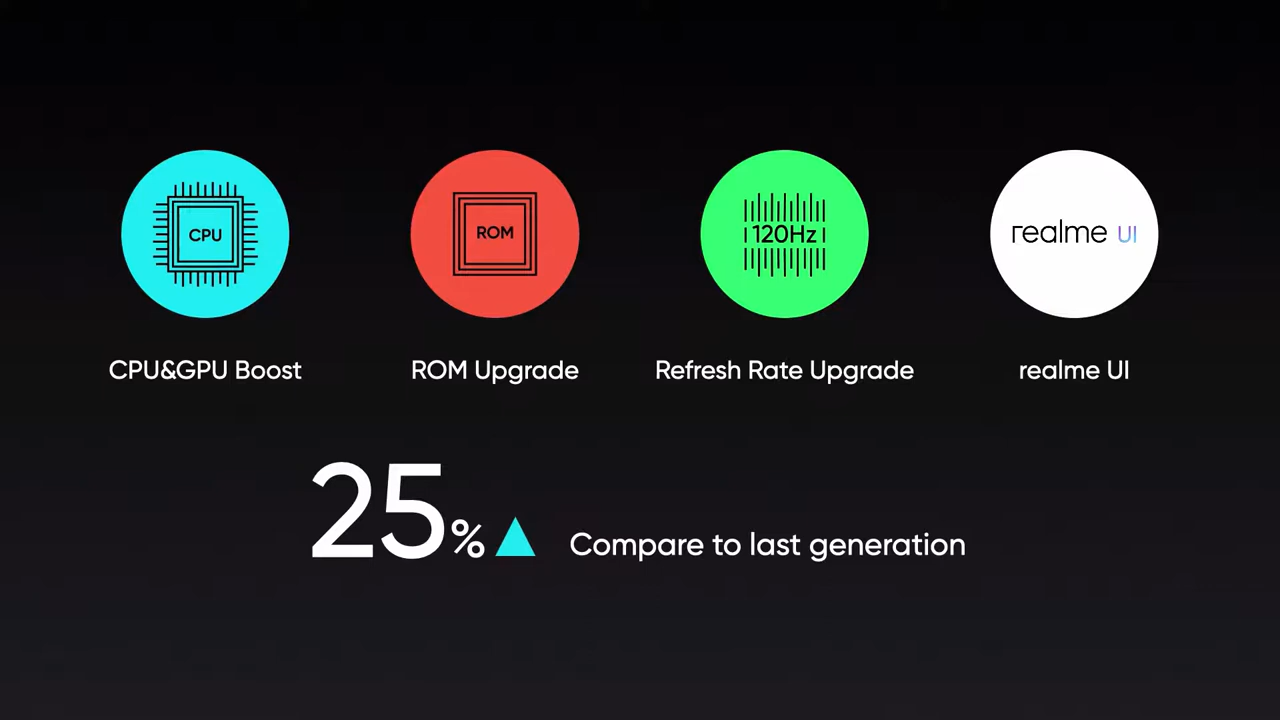 CPU
ROM
120Hz
realme UI
CPU&GPU Boost
ROM Upgrade
Refresh Rate Upgrade
realme UI
25% Compare to last generation